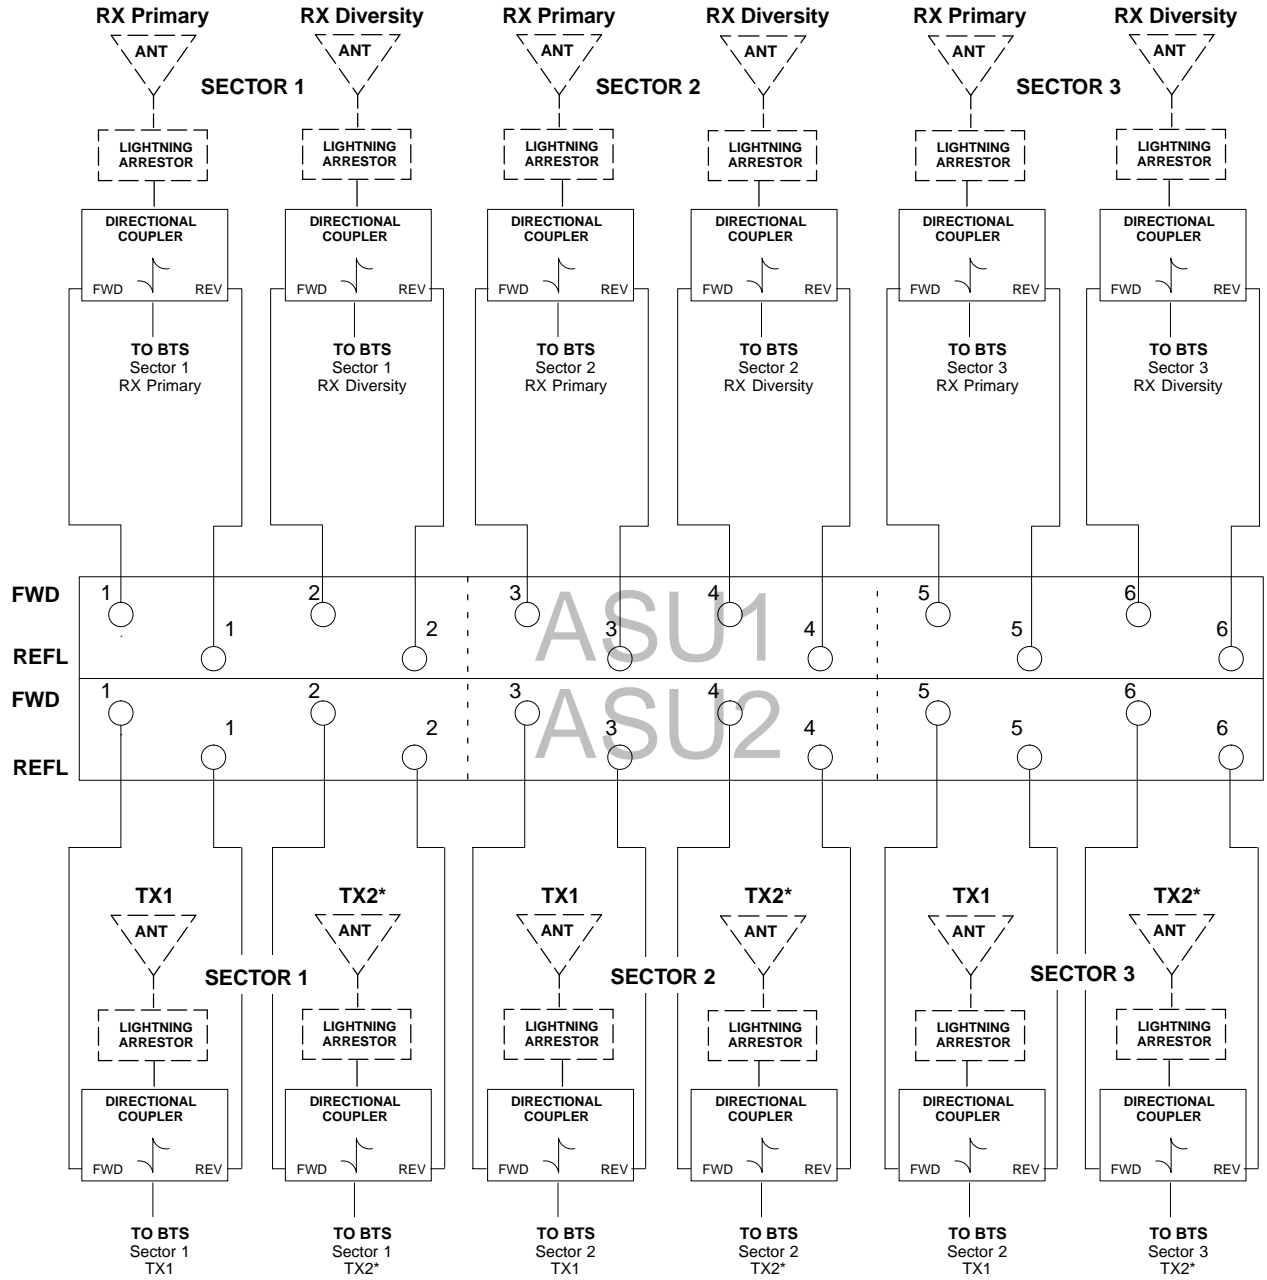 RX Primary RX Diversity RX Primary RX Diversity RX Primary RX Diversity
ANT ANT ANT ANT ANT ANT
SECTOR 1 SECTOR 2 SECTOR 3
LIGHTNING LIGHTNING LIGHTNING LIGHTNING LIGHTNING LIGHTNING
ARRESTOR ARRESTOR ARRESTOR ARRESTOR ARRESTOR ARRESTOR
DIRECTIONAL DIRECTIONAL DIRECTIONAL DIRECTIONAL DIRECTIONAL DIRECTIONAL
COUPLER COUPLER COUPLER COUPLER COUPLER COUPLER
FWD REV FWD REV FWD REV FWD REV FWD REV FWD REV
TO BTS TO BTS TO BTS TO BTS TO BTS TO BTS
Sector 1 Sector 1 Sector 2 Sector 2 Sector 3 Sector 3
RX Primary RX Diversity RX Primary RX Diversity RX Primary RX Diversity
FWD 1 2 3 4 5 6
ASU1
1 2 3 4 5 6
REFL
FWD 1 2 3 4 5 6
ASU2
1 2 3 4 5 6
REFL
TX1 TX2* TX1 TX2* TX1 TX2*
ANT ANT ANT ANT ANT ANT
SECTOR 1 SECTOR 2 SECTOR 3
LIGHTNING LIGHTNING LIGHTNING LIGHTNING LIGHTNING LIGHTNING
ARRESTOR ARRESTOR ARRESTOR ARRESTOR ARRESTOR ARRESTOR
DIRECTIONAL DIRECTIONAL DIRECTIONAL DIRECTIONAL DIRECTIONAL DIRECTIONAL
COUPLER COUPLER COUPLER COUPLER COUPLER COUPLER
FWD REV FWD REV FWD REV FWD REV FWD REV FWD REV
TO BTS TO BTS TO BTS TO BTS TO BTS TO BTS
Sector 1 Sector 1 Sector 2 Sector 2 Sector 2 Sector 3
TX1 TX2* TX1 TX2* TX1 TX2*